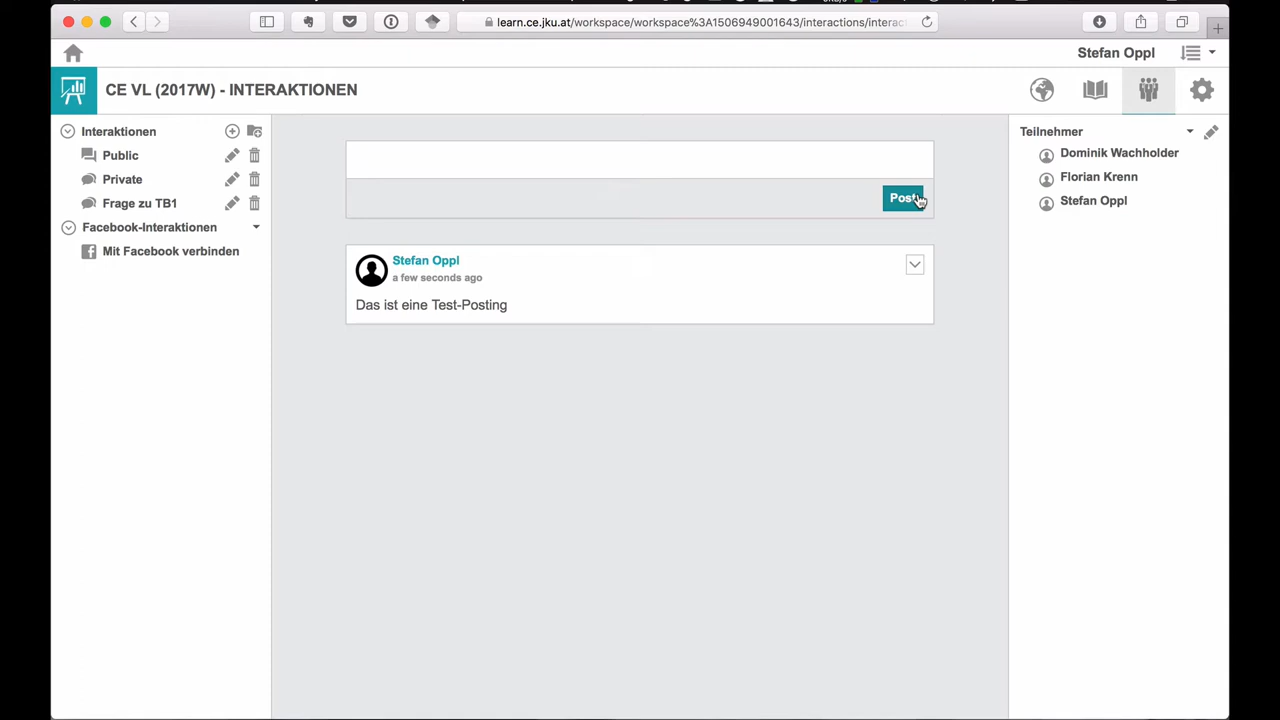 learn.ce.jku.at/workspace/workspace%3A1506949001643/interactions/interac
Stefan Oppl
CE VL (2017W) - INTERAKTIONEN
Interaktionen
Public
Private
Frage zu TB1
Facebook-Interaktionen
Mit Facebook verbinden
Post
Stefan Oppl
a few seconds ago
Das ist eine Test-Posting
Teilnehmer
Dominik Wachholder
Florian Krenn
Stefan Oppl